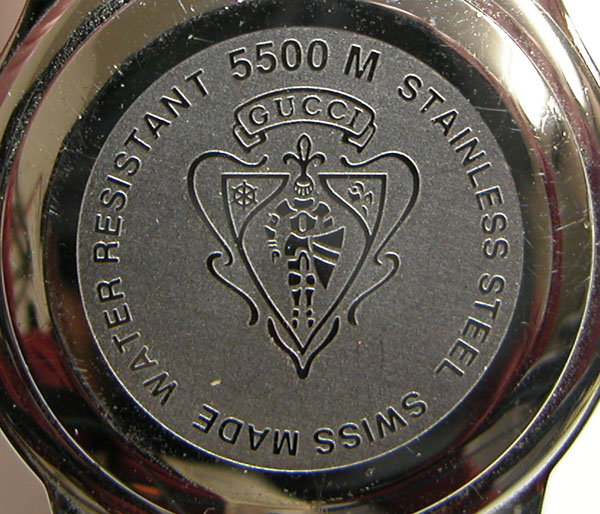 GUCCI
5500 M STAINLESS STEEL SWISS MADE WATER RESISTANT